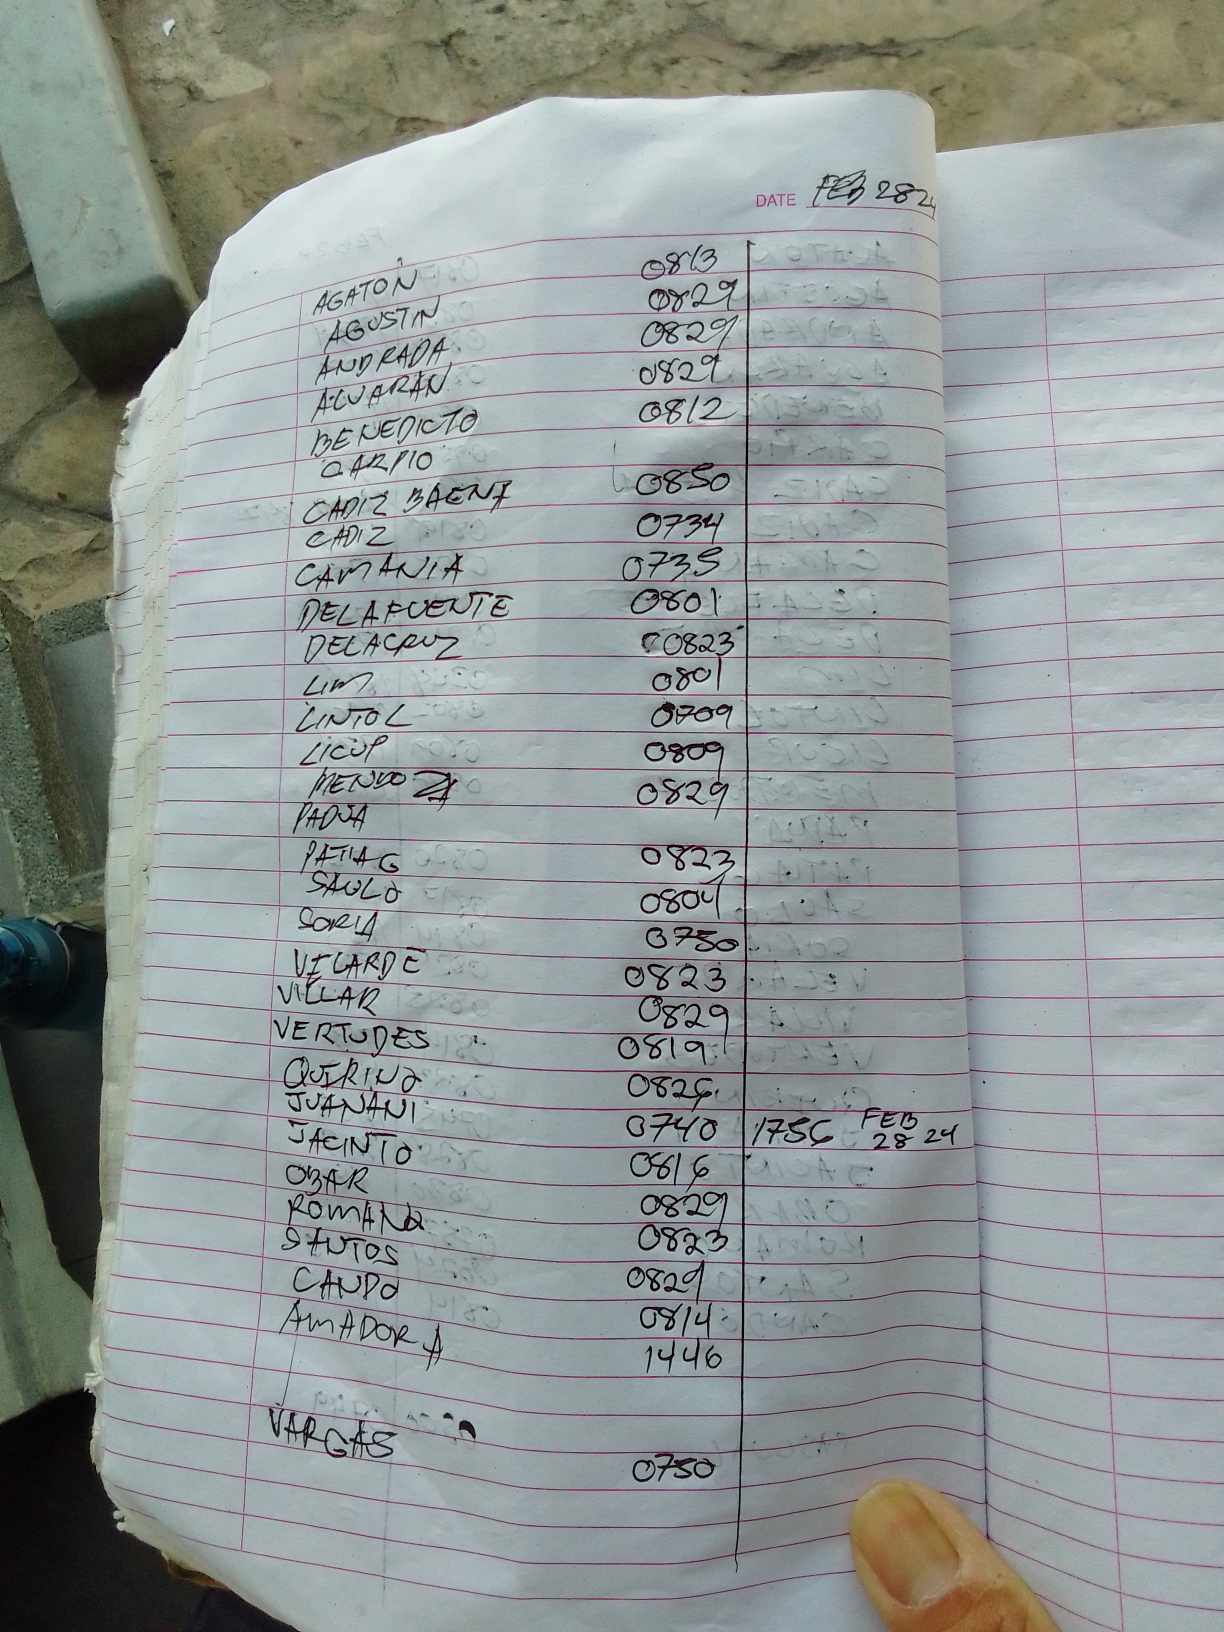 DATE FEB 28 24
AGATON 0813
AGUSTIN 0829
ANDRADA 0829
ALVARAN 0829
BENEDICTO 0812
CARPIO
CADIZ BAENA 0850
CADIZ 0734
CAMANIA 0735
DELAFUENTE 0801
DELACRUZ 0823
LIM 0801
LINTOL 0709
LICUP 0809
MENDOZA 0829
PADUA
PATIAG 0823
SAULO 0804
SORIA 0750
VILARDE 0823
VILLAR 0829
VERTUDES 0819
QUIRINO 0826
JUANANI 0740 1756 FEB 28 24
JACINTO 0816
OBAR 0829
ROMANO 0823
SANTOS 0829
CANDO 0814
AMADORA 1446
VARGAS 0750